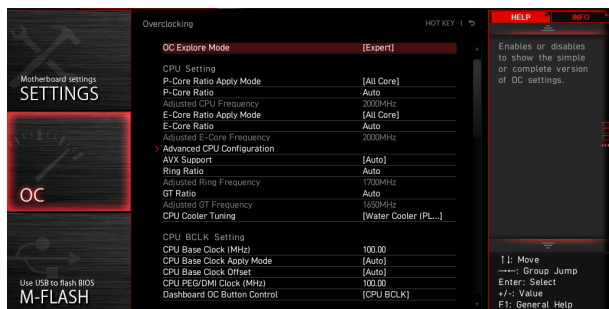 Motherboard settings
SETTINGS
OC
Use USB to flash BIOS
M-FLASH
Overclocking
HOT KEY |
OC Explore Mode [Expert]
CPU Setting
P-Core Ratio Apply Mode [All Core]
P-Core Ratio Auto
Adjusted CPU Frequency 2000MHz
E-Core Ratio Apply Mode [All Core]
E-Core Ratio Auto
Adjusted E-Core Frequency 2000MHz
> Advanced CPU Configuration
AVX Support [Auto]
Ring Ratio Auto
Adjusted Ring Frequency 1700MHz
GT Ratio Auto
Adjusted GT Frequency 1650MHz
CPU Cooler Tuning [Water Cooler (PL...]
CPU BCLK Setting
CPU Base Clock (MHz) 100.00
CPU Base Clock Apply Mode [Auto]
CPU Base Clock Offset [Auto]
CPU PEG/DMI Clock (MHz) 100.00
Dashboard OC Button Control [CPU BCLK]
HELP INFO
Enables or disables
to show the simple
or complete version
of OC settings.
↑↓: Move
→←: Group Jump
Enter: Select
+/-: Value
F1: General Help